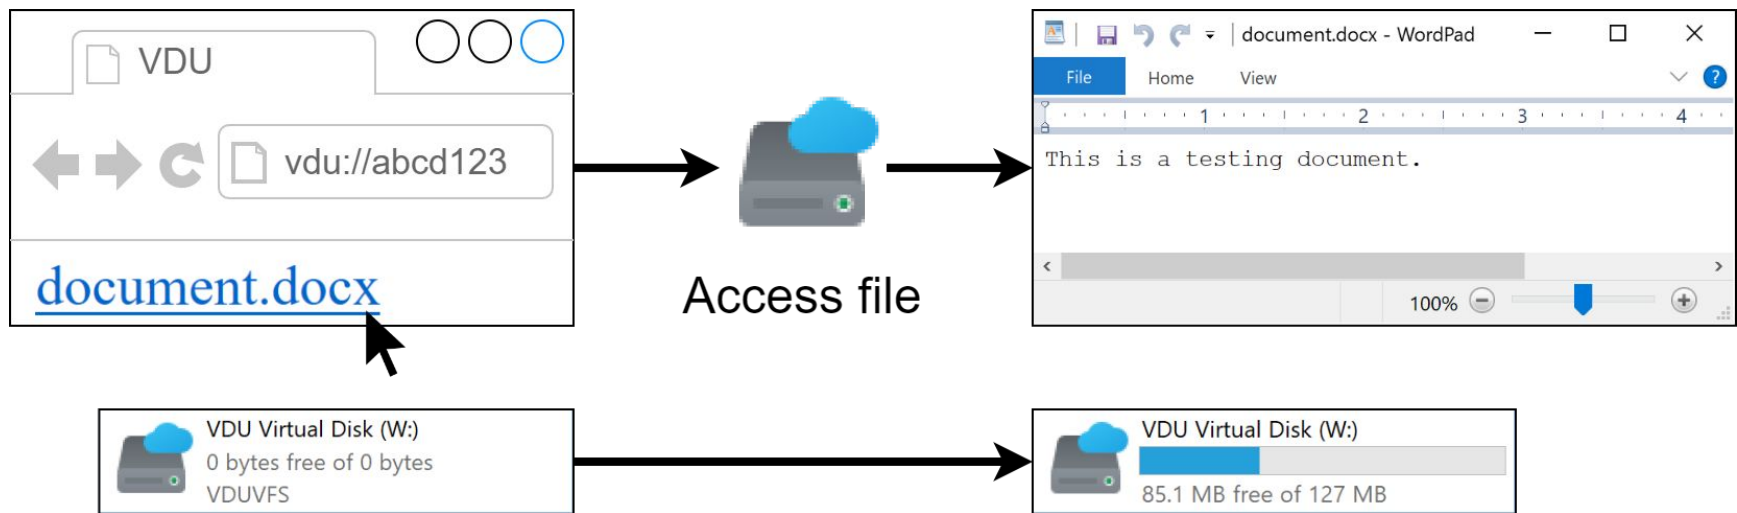 VDU
vdu://abcd123
document.docx
Access file
document.docx - WordPad
File Home View ?
1 2 3 4
This is a testing document.
100%
VDU Virtual Disk (W:)
0 bytes free of 0 bytes
VDUVFS
VDU Virtual Disk (W:)
85.1 MB free of 127 MB